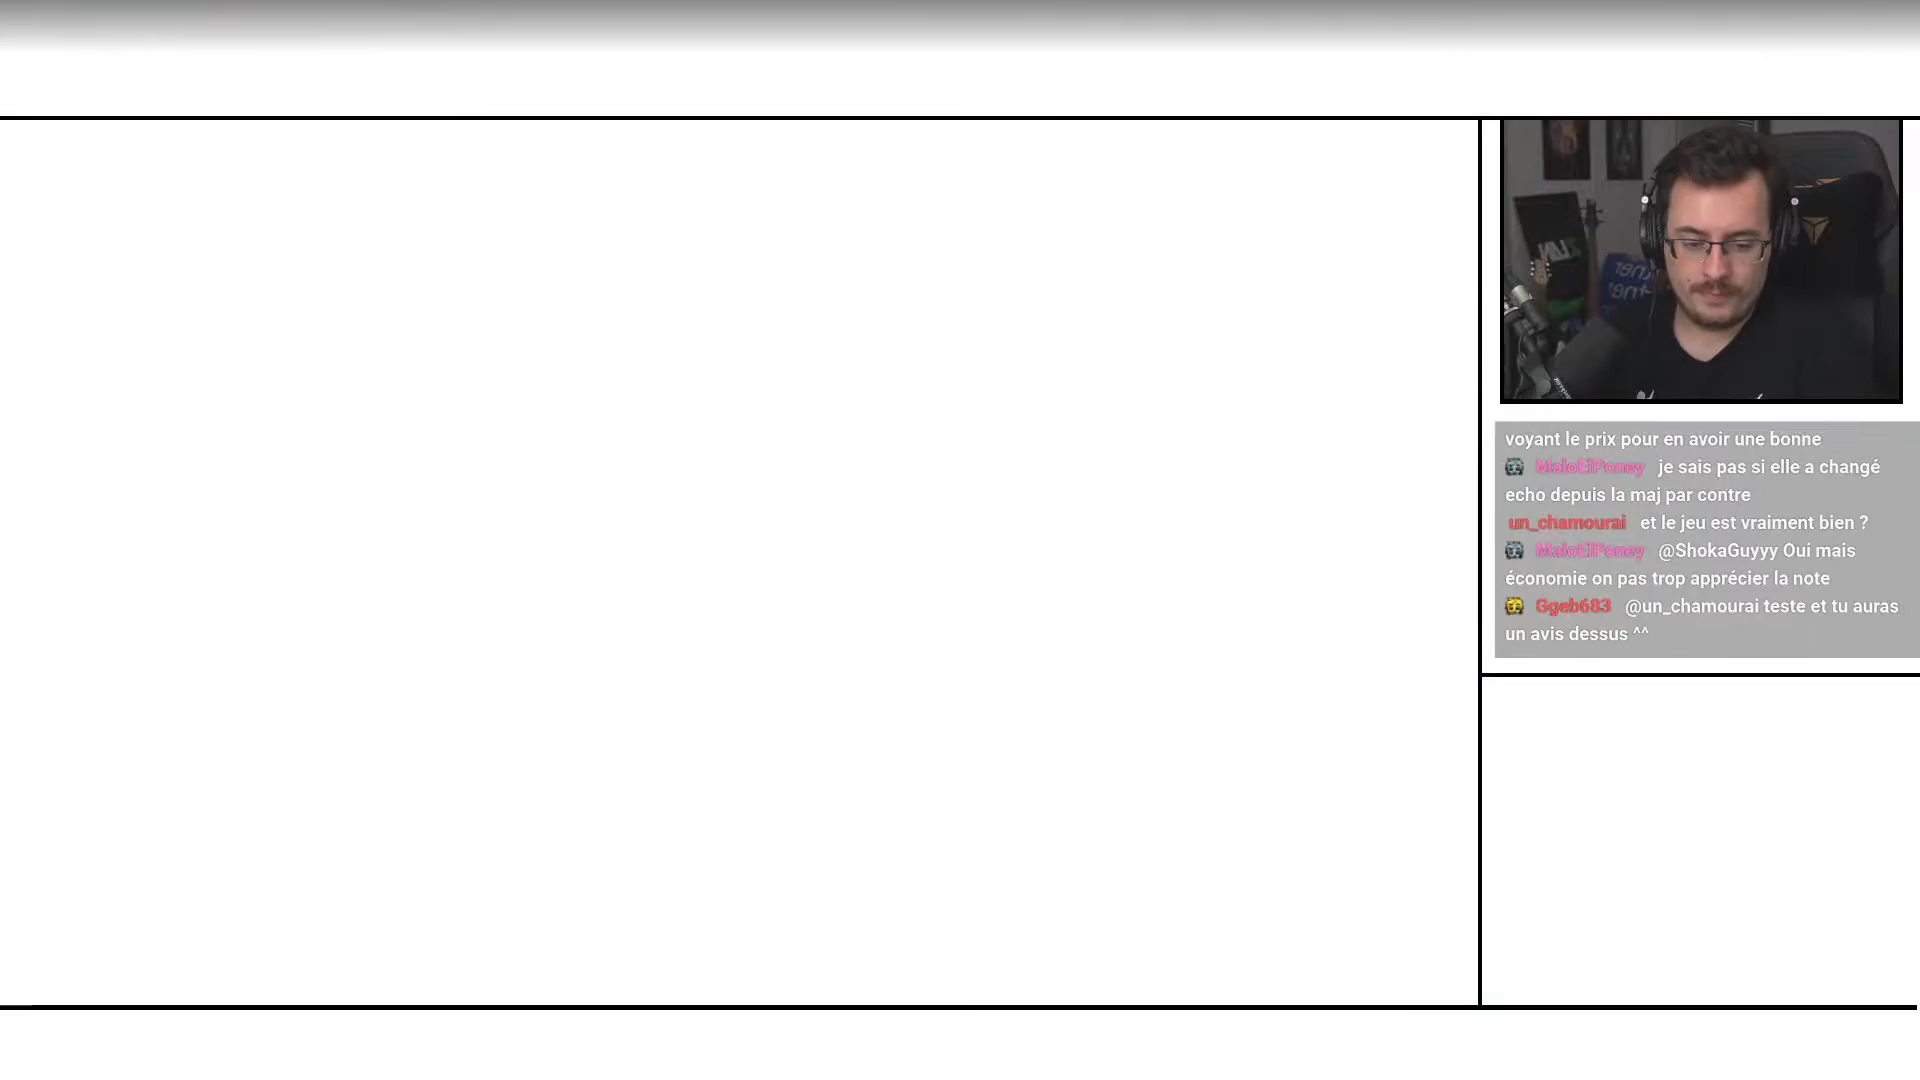 voyant le prix pour en avoir une bonne
MaloElPoney je sais pas si elle a changé
echo depuis la maj par contre
un_chamourai et le jeu est vraiment bien ?
MaloElPoney @ShokaGuyyy Oui mais
économie on pas trop apprécier la note
Ggeb683 @un_chamourai teste et tu auras
un avis dessus ^^